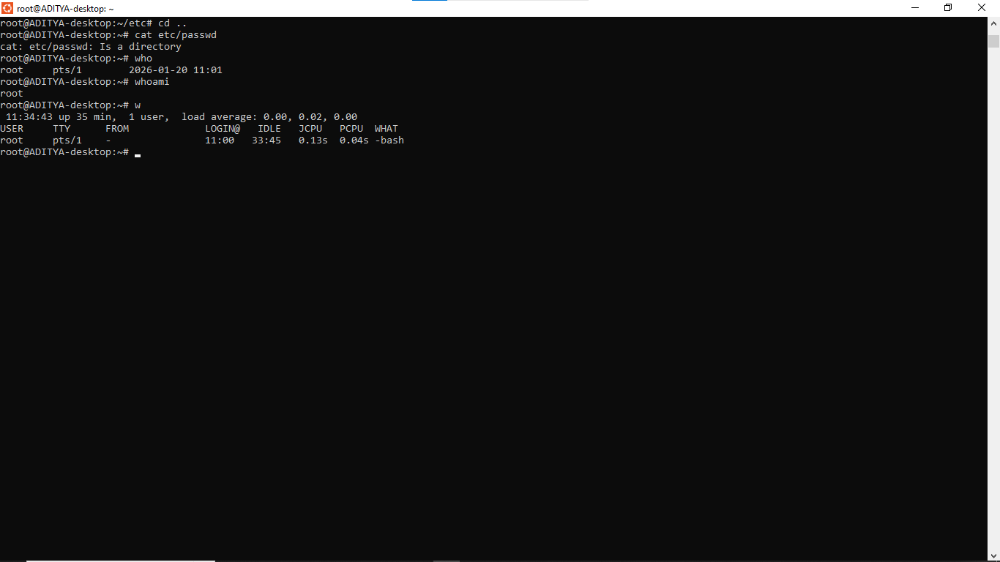 root@ADITYA-desktop: ~
root@ADITYA-desktop:~/etc# cd ..
root@ADITYA-desktop:~# cat etc/passwd
cat: etc/passwd: Is a directory
root@ADITYA-desktop:~# who
root     pts/1        2026-01-20 11:01
root@ADITYA-desktop:~# whoami
root
root@ADITYA-desktop:~# w
 11:34:43 up 35 min,  1 user,  load average: 0.00, 0.02, 0.00
USER     TTY      FROM             LOGIN@   IDLE   JCPU   PCPU  WHAT
root     pts/1    -                11:00   33:45   0.13s  0.04s -bash
root@ADITYA-desktop:~#